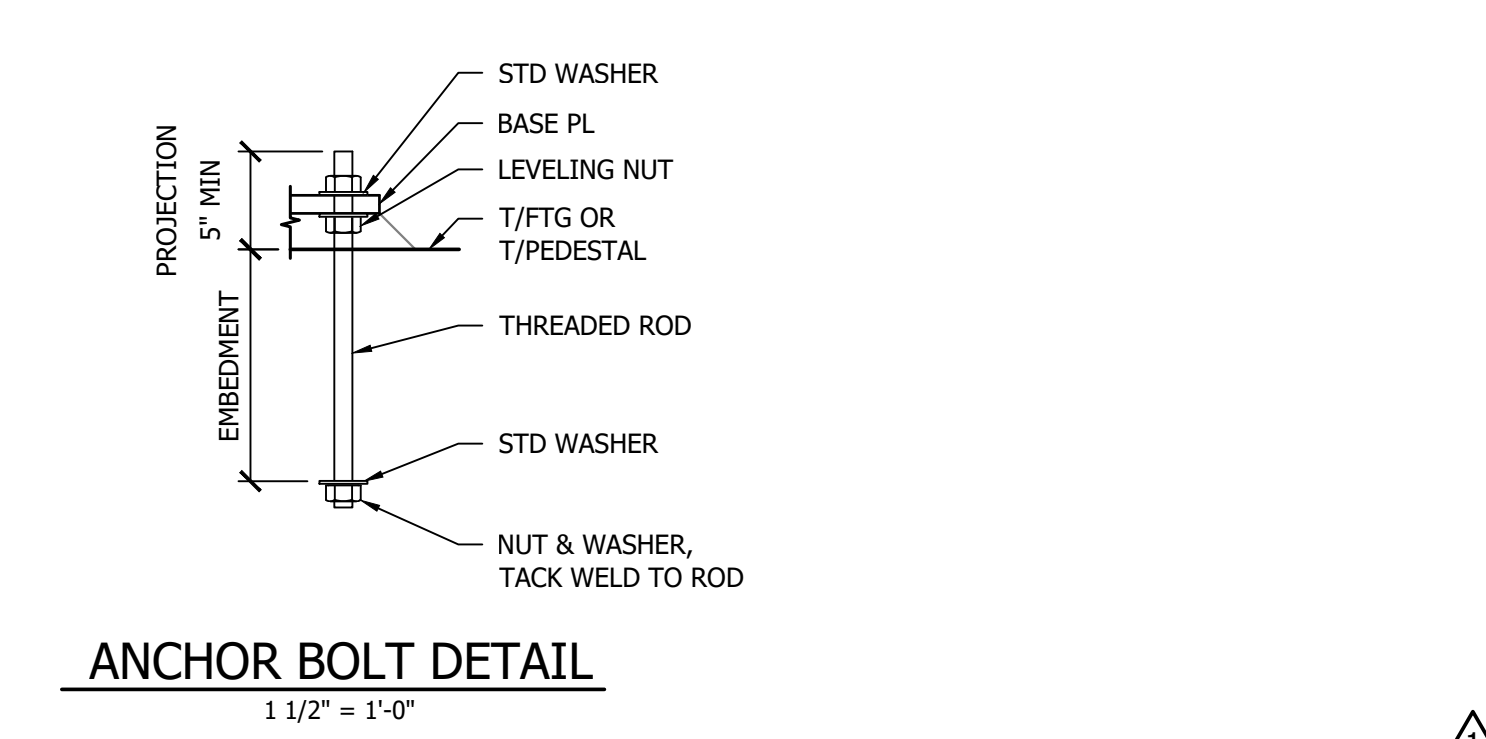 STD WASHER
BASE PL
LEVELING NUT
T/FTG OR
T/PEDESTAL
PROJECTION
5" MIN
EMBEDMENT
THREADED ROD
STD WASHER
NUT & WASHER,
TACK WELD TO ROD
ANCHOR BOLT DETAIL
1 1/2" = 1'-0"
1